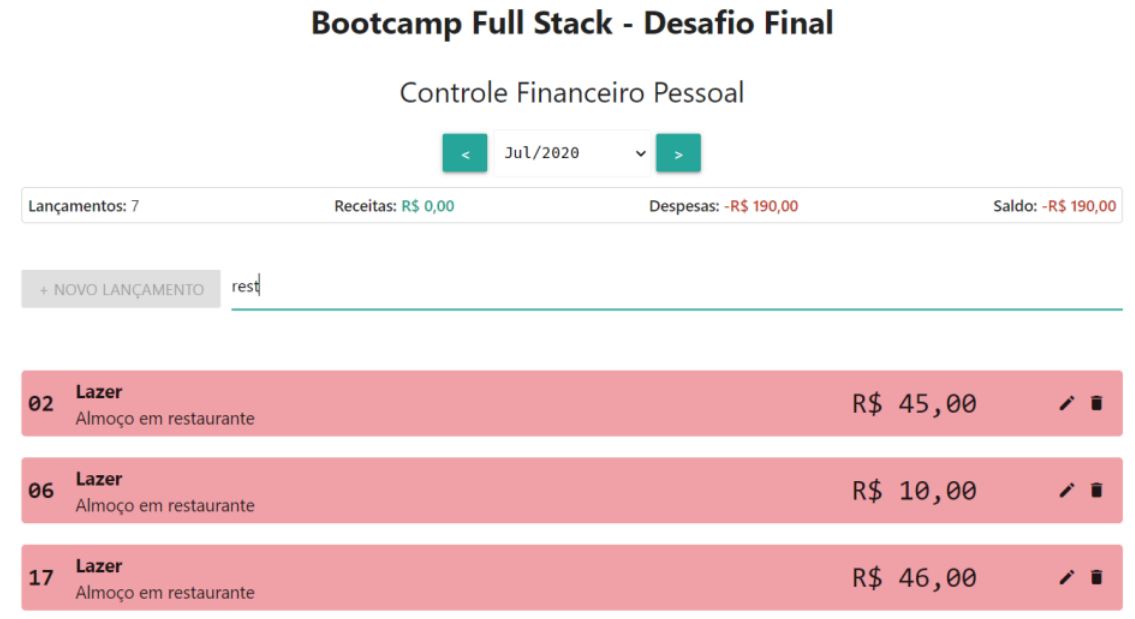 Bootcamp Full Stack - Desafio Final
Controle Financeiro Pessoal
< Jul/2020 >
Lançamentos: 7 Receitas: R$ 0,00 Despesas: -R$ 190,00 Saldo: -R$ 190,00
+ NOVO LANÇAMENTO rest
02 Lazer R$ 45,00
Almoço em restaurante
06 Lazer R$ 10,00
Almoço em restaurante
17 Lazer R$ 46,00
Almoço em restaurante